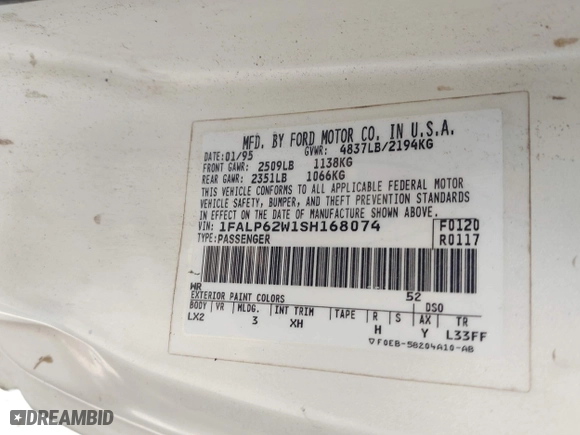 MFD. BY FORD MOTOR CO. IN U.S.A.
DATE: 01/95 GVWR: 4837LB/2194KG
FRONT GAWR: 2509LB 1138KG
REAR GAWR: 2351LB 1066KG
THIS VEHICLE CONFORMS TO ALL APPLICABLE FEDERAL MOTOR
VEHICLE SAFETY, BUMPER, AND THEFT PREVENTION STANDARDS
IN EFFECT ON THE DATE OF MANUFACTURE SHOWN ABOVE.
VIN: 1FALP62W1SH168074 F0120
TYPE: PASSENGER R0117
WR 52
EXTERIOR PAINT COLORS DSO
BODY VR MLDG. INT TRIM TAPE R S AX TR
LX2 3 XH H Y L33FF
▽ F0EB-58204A10-AB
DREAMBID